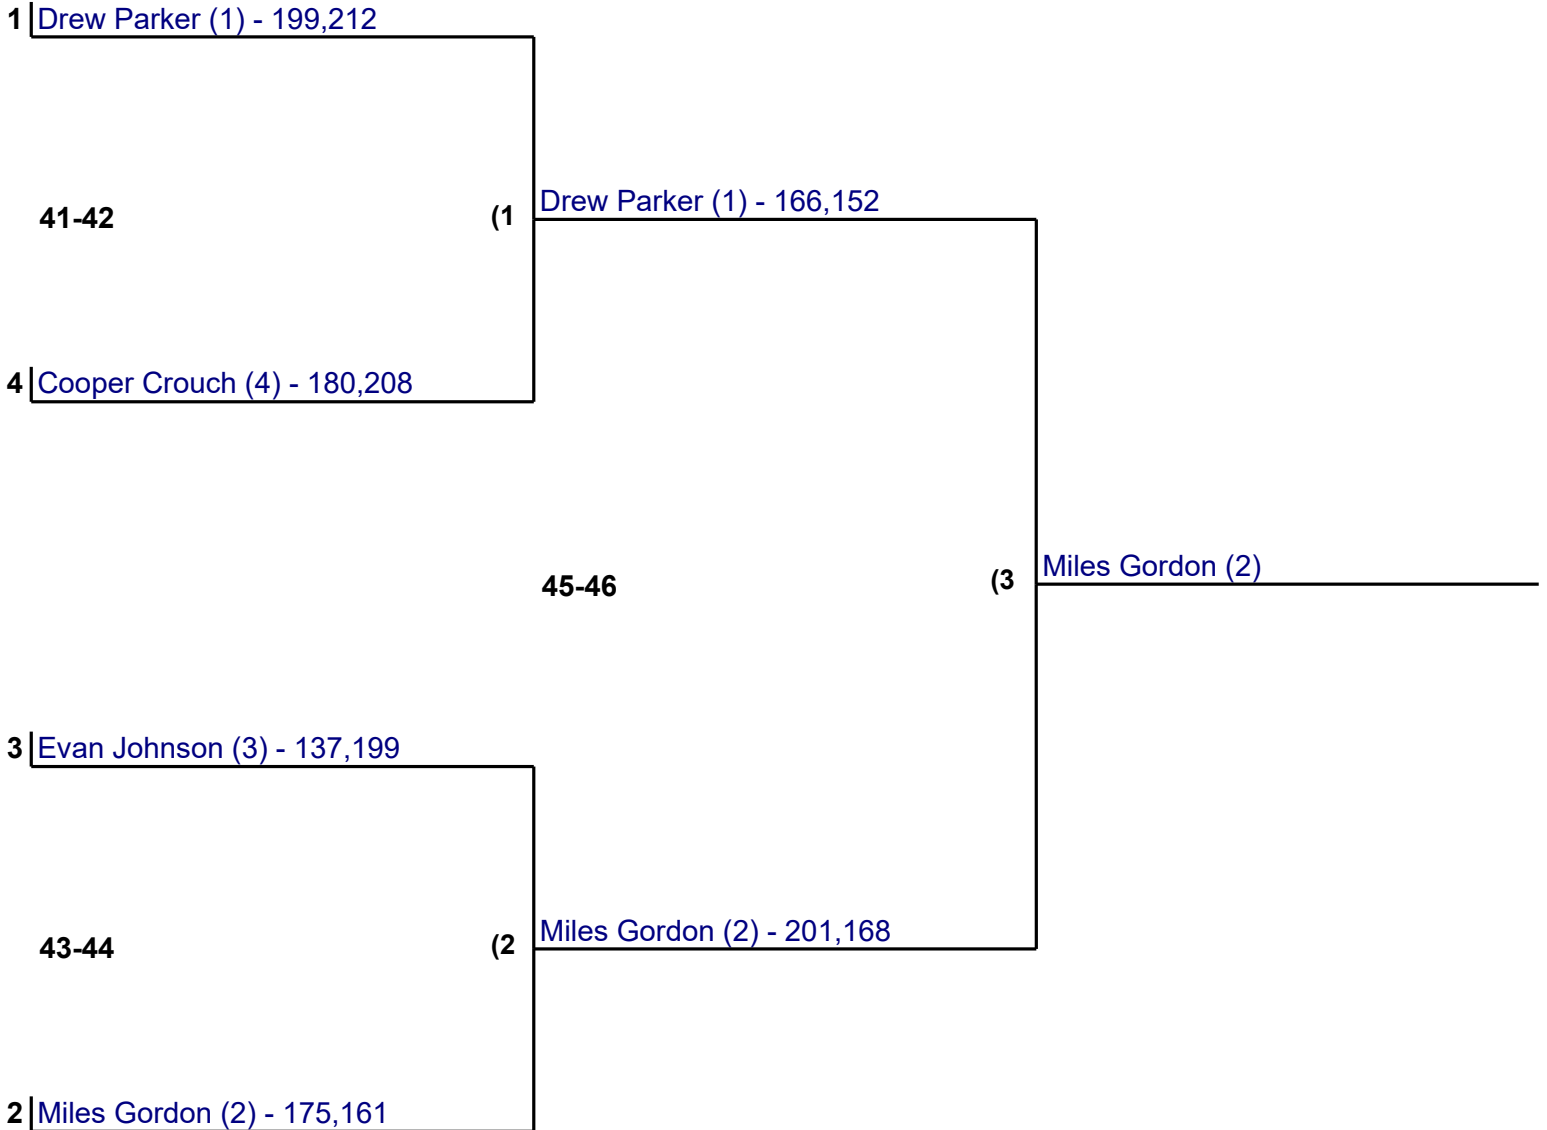 1 Drew Parker (1) - 199,212
41-42
(1
Drew Parker (1) - 166,152
4 Cooper Crouch (4) - 180,208
45-46
(3
Miles Gordon (2)
3 Evan Johnson (3) - 137,199
43-44
(2
Miles Gordon (2) - 201,168
2 Miles Gordon (2) - 175,161